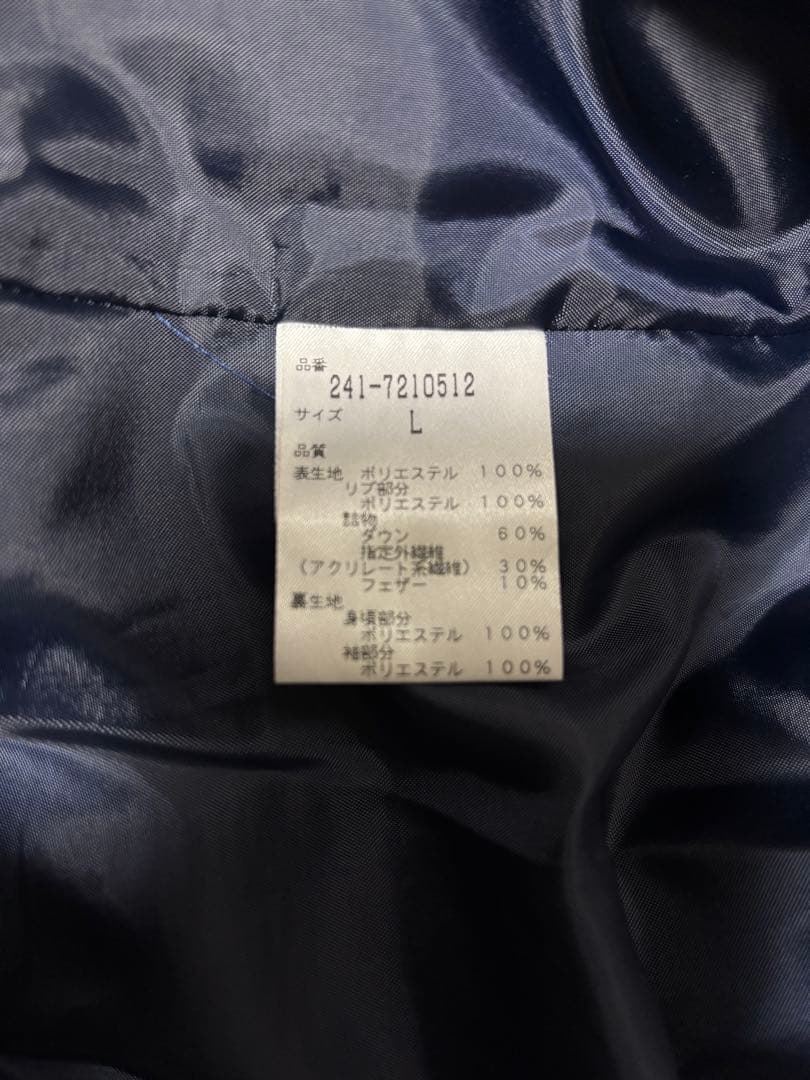 品番
241-7210512
サイズ
L
品質
表生地 ポリエステル 100%
リブ部分
ポリエステル 100%
詰物
ダウン 60%
指定外繊維
(アクリレート系繊維) 30%
フェザー 10%
裏生地
身頃部分
ポリエステル 100%
袖部分
ポリエステル 100%